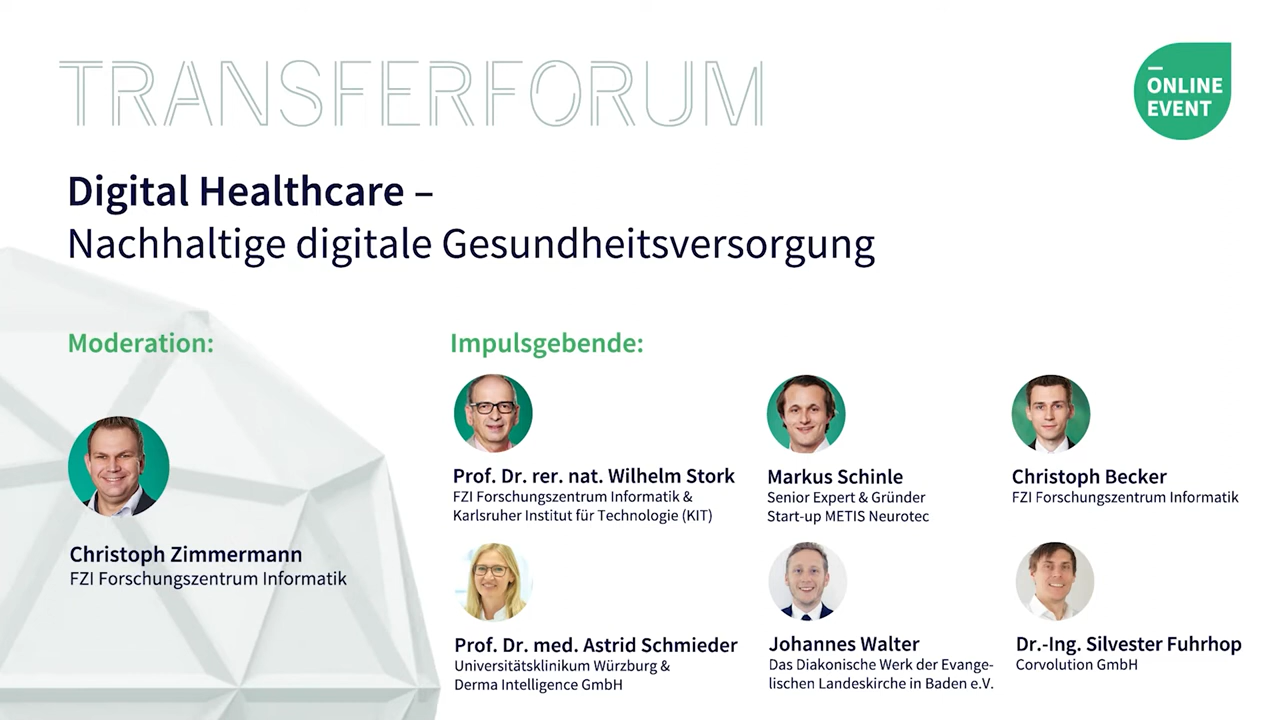 TRANSFERFORUM
ONLINE
EVENT
Digital Healthcare –
Nachhaltige digitale Gesundheitsversorgung
Moderation:
Christoph Zimmermann
FZI Forschungszentrum Informatik
Impulsgebende:
Prof. Dr. rer. nat. Wilhelm Stork
FZI Forschungszentrum Informatik &
Karlsruher Institut für Technologie (KIT)
Markus Schinle
Senior Expert & Gründer
Start-up METIS Neurotec
Christoph Becker
FZI Forschungszentrum Informatik
Prof. Dr. med. Astrid Schmieder
Universitätsklinikum Würzburg &
Derma Intelligence GmbH
Johannes Walter
Das Diakonische Werk der Evange-
lischen Landeskirche in Baden e.V.
Dr.-Ing. Silvester Fuhrhop
Corvolution GmbH